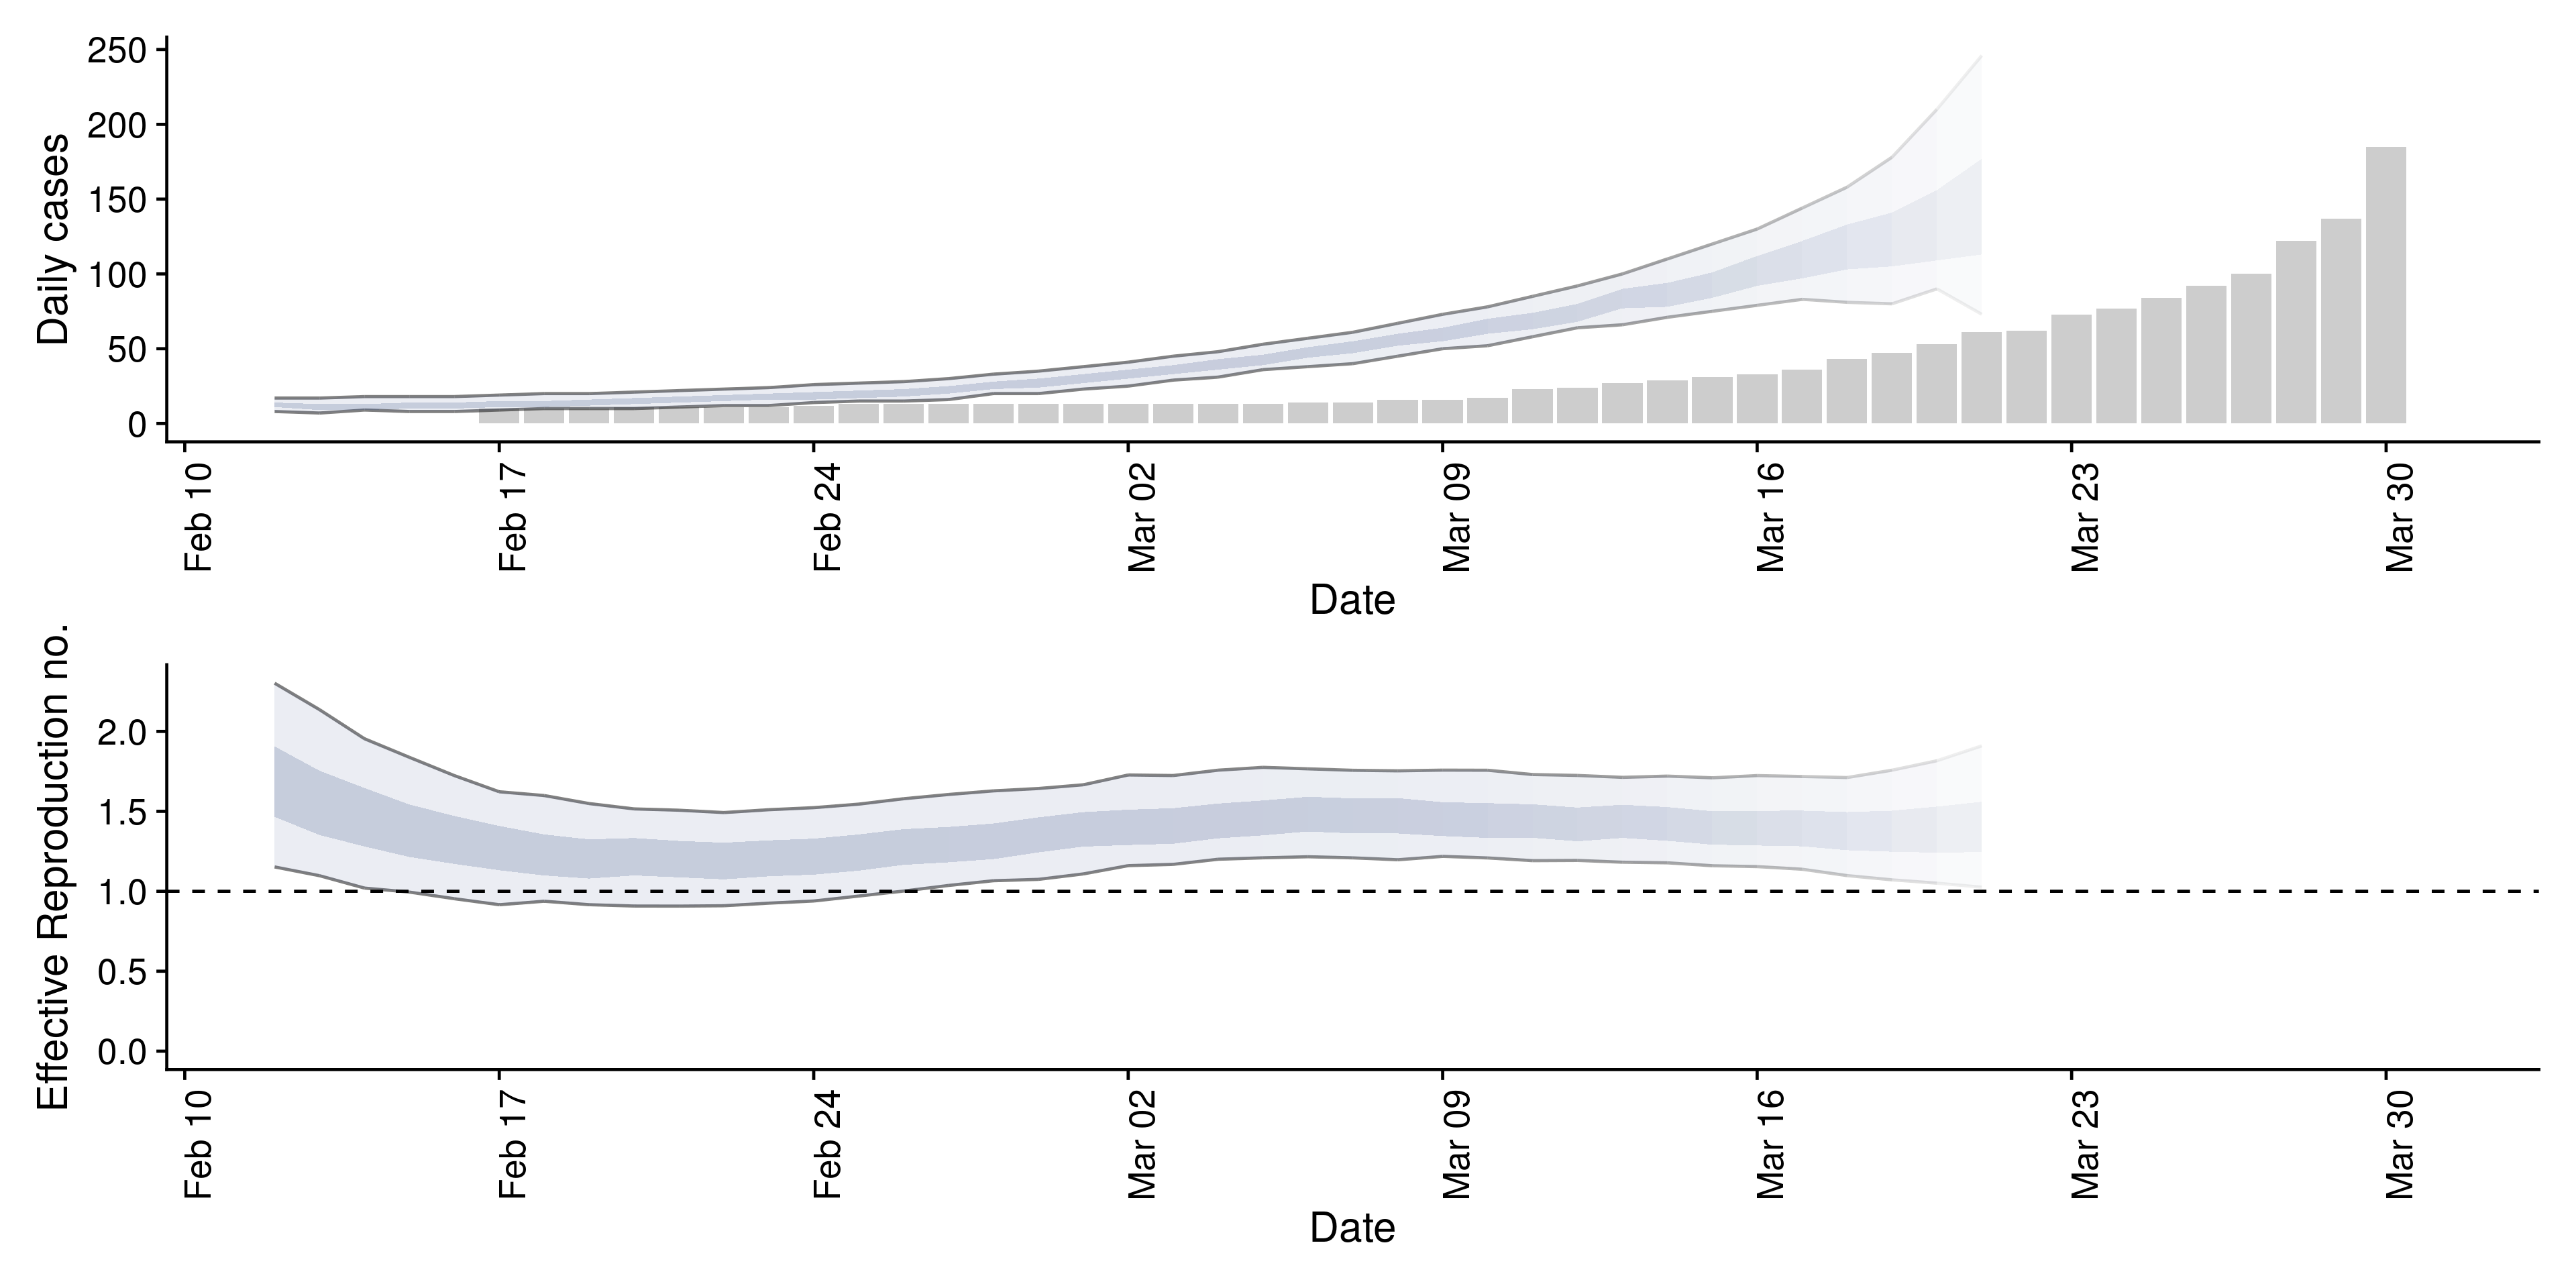 Daily cases
250
200
150
100
50
0
Feb 10
Feb 17
Feb 24
Mar 02
Mar 09
Mar 16
Mar 23
Mar 30
Date
Effective Reproduction no.
2.0
1.5
1.0
0.5
0.0
Feb 10
Feb 17
Feb 24
Mar 02
Mar 09
Mar 16
Mar 23
Mar 30
Date